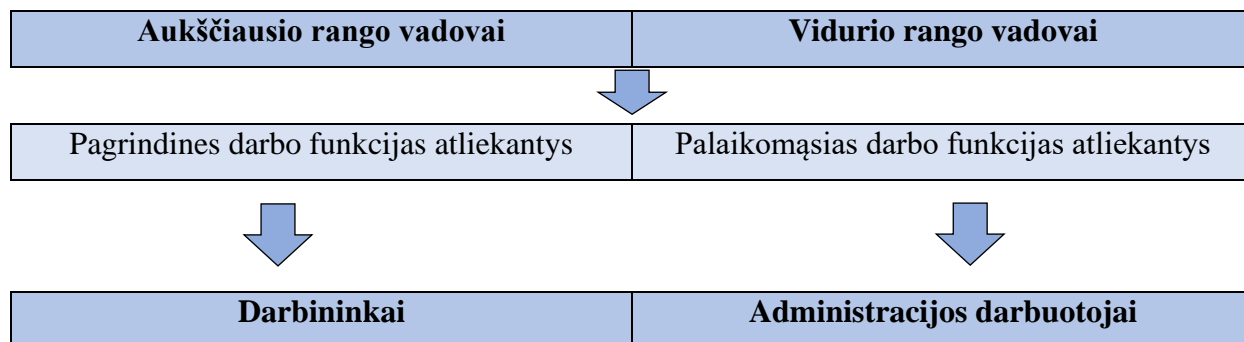 Aukščiausio rango vadovai
Vidurio rango vadovai
Pagrindines darbo funkcijas atliekantys
Palaikomąsias darbo funkcijas atliekantys
Darbininkai
Administracijos darbuotojai